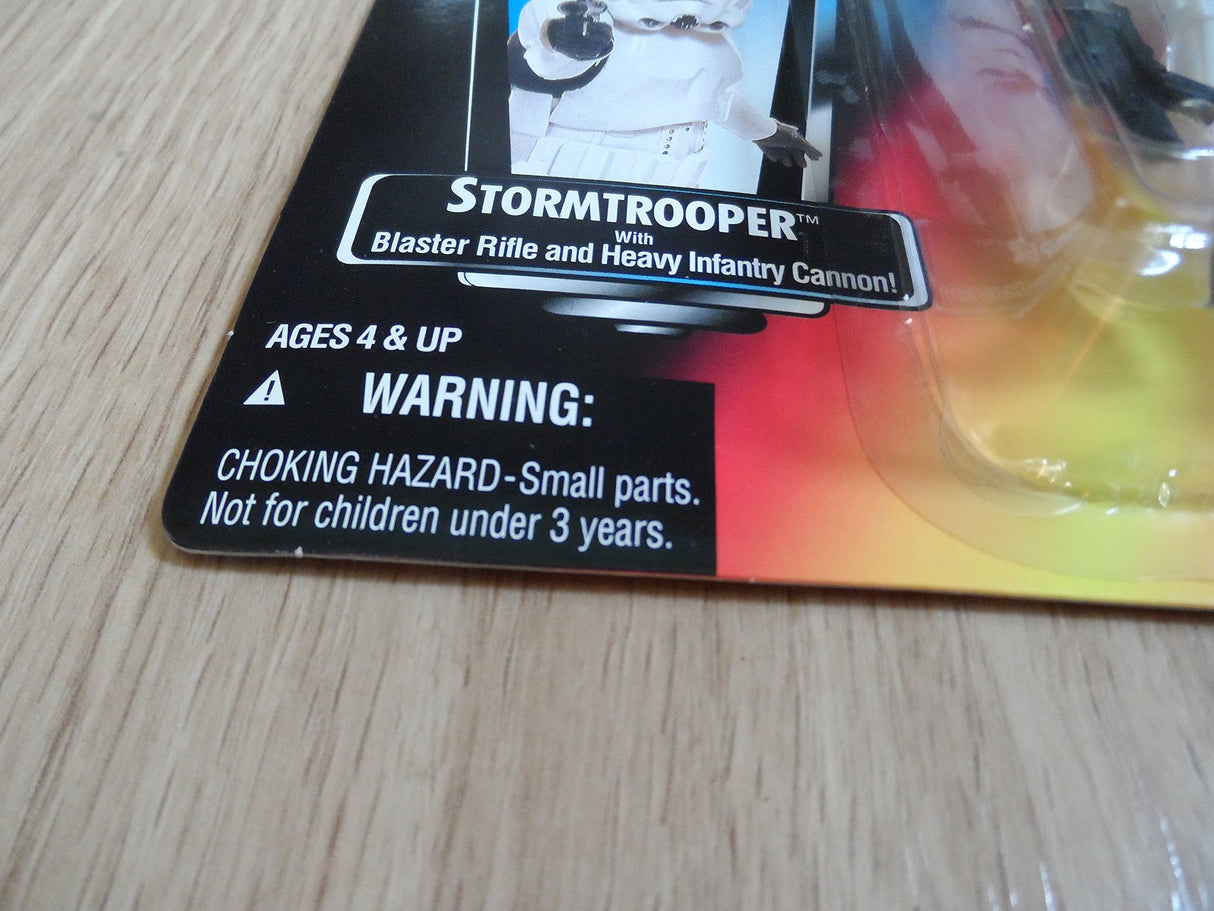 STORMTROOPER™
With
Blaster Rifle and Heavy Infantry Cannon!
AGES 4 & UP
WARNING:
CHOKING HAZARD-Small parts.
Not for children under 3 years.